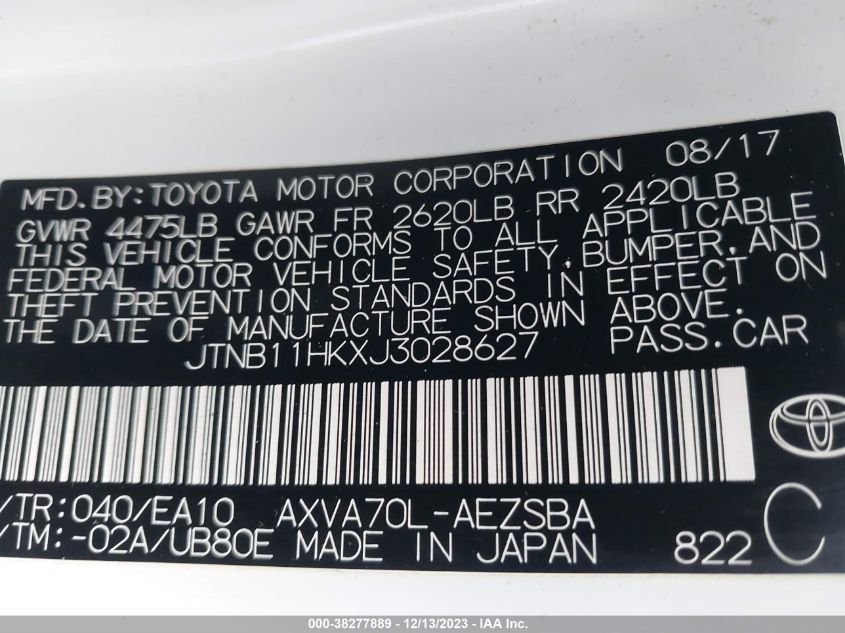 MFD. BY: TOYOTA MOTOR CORPORATION 08/17
GVWR 4475LB GAWR FR 2620LB RR 2420LB
THIS VEHICLE CONFORMS TO ALL APPLICABLE
FEDERAL MOTOR VEHICLE SAFETY, BUMPER, AND
THEFT PREVENTION STANDARDS IN EFFECT ON
THE DATE OF MANUFACTURE SHOWN ABOVE.
JTNB11HKXJ3028627 PASS. CAR
/TR: 040/EA10 AXVA70L-AEZSBA
/TM: -02A/UB80E MADE IN JAPAN 822 C
000-38277889 - 12/13/2023 - IAA Inc.